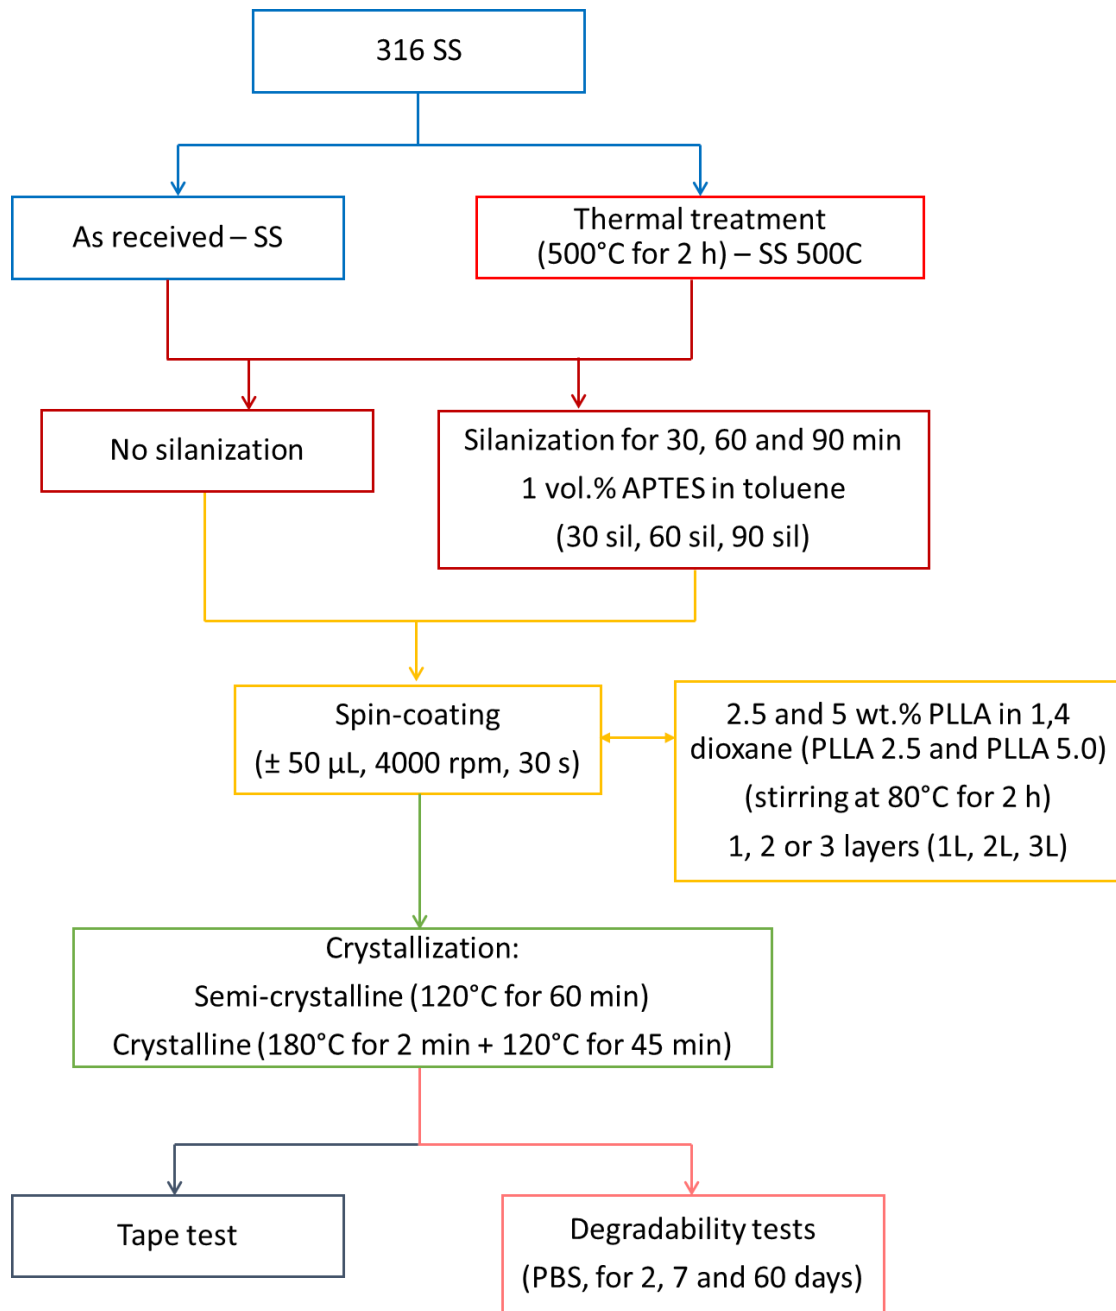 316 SS
As received – SS
Thermal treatment
(500°C for 2 h) – SS 500C
No silanization
Silanization for 30, 60 and 90 min
1 vol.% APTES in toluene
(30 sil, 60 sil, 90 sil)
Spin-coating
(± 50 µL, 4000 rpm, 30 s)
2.5 and 5 wt.% PLLA in 1,4
dioxane (PLLA 2.5 and PLLA 5.0)
(stirring at 80°C for 2 h)
1, 2 or 3 layers (1L, 2L, 3L)
Crystallization:
Semi-crystalline (120°C for 60 min)
Crystalline (180°C for 2 min + 120°C for 45 min)
Tape test
Degradability tests
(PBS, for 2, 7 and 60 days)